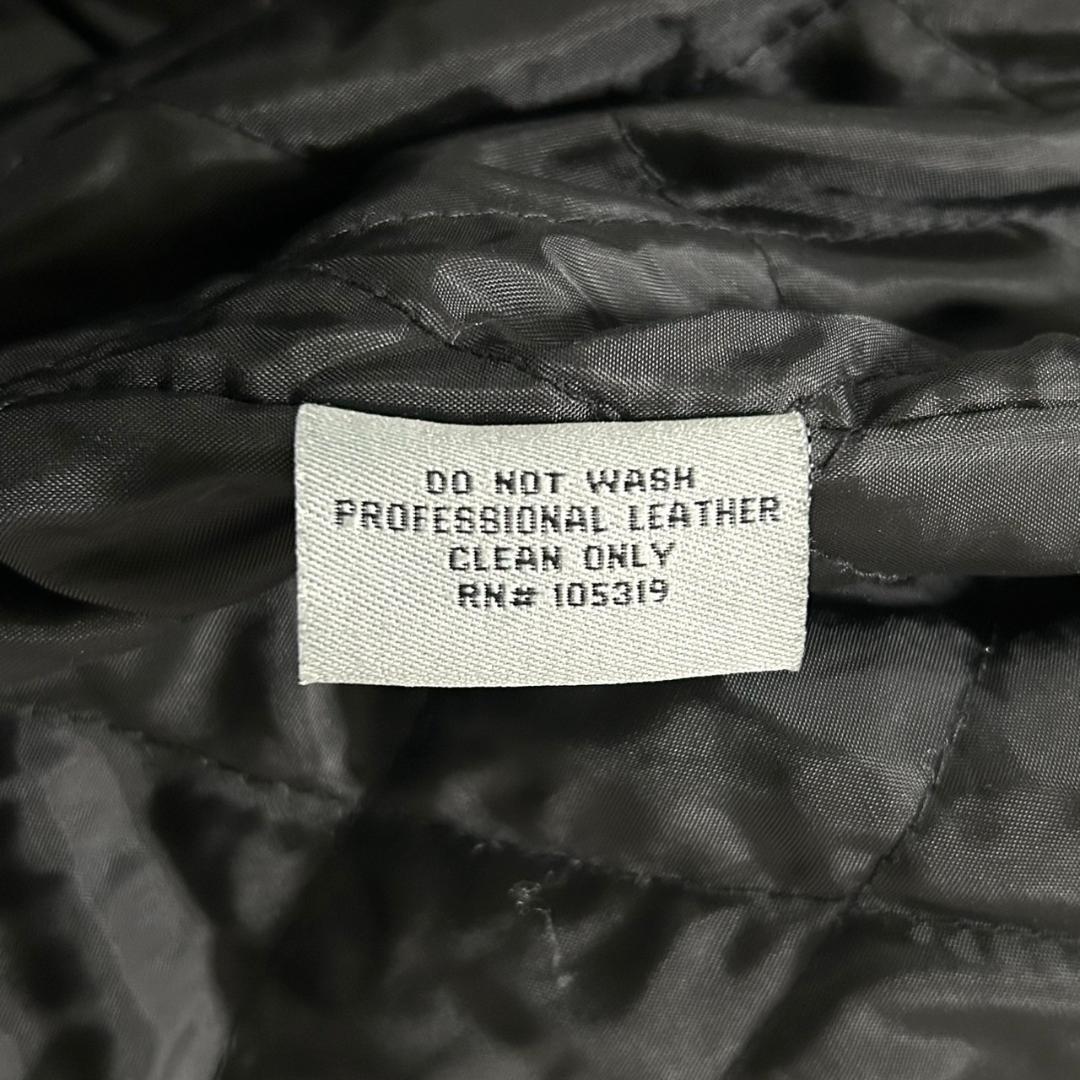 DO NOT WASH
PROFESSIONAL LEATHER
CLEAN ONLY
RN# 105319